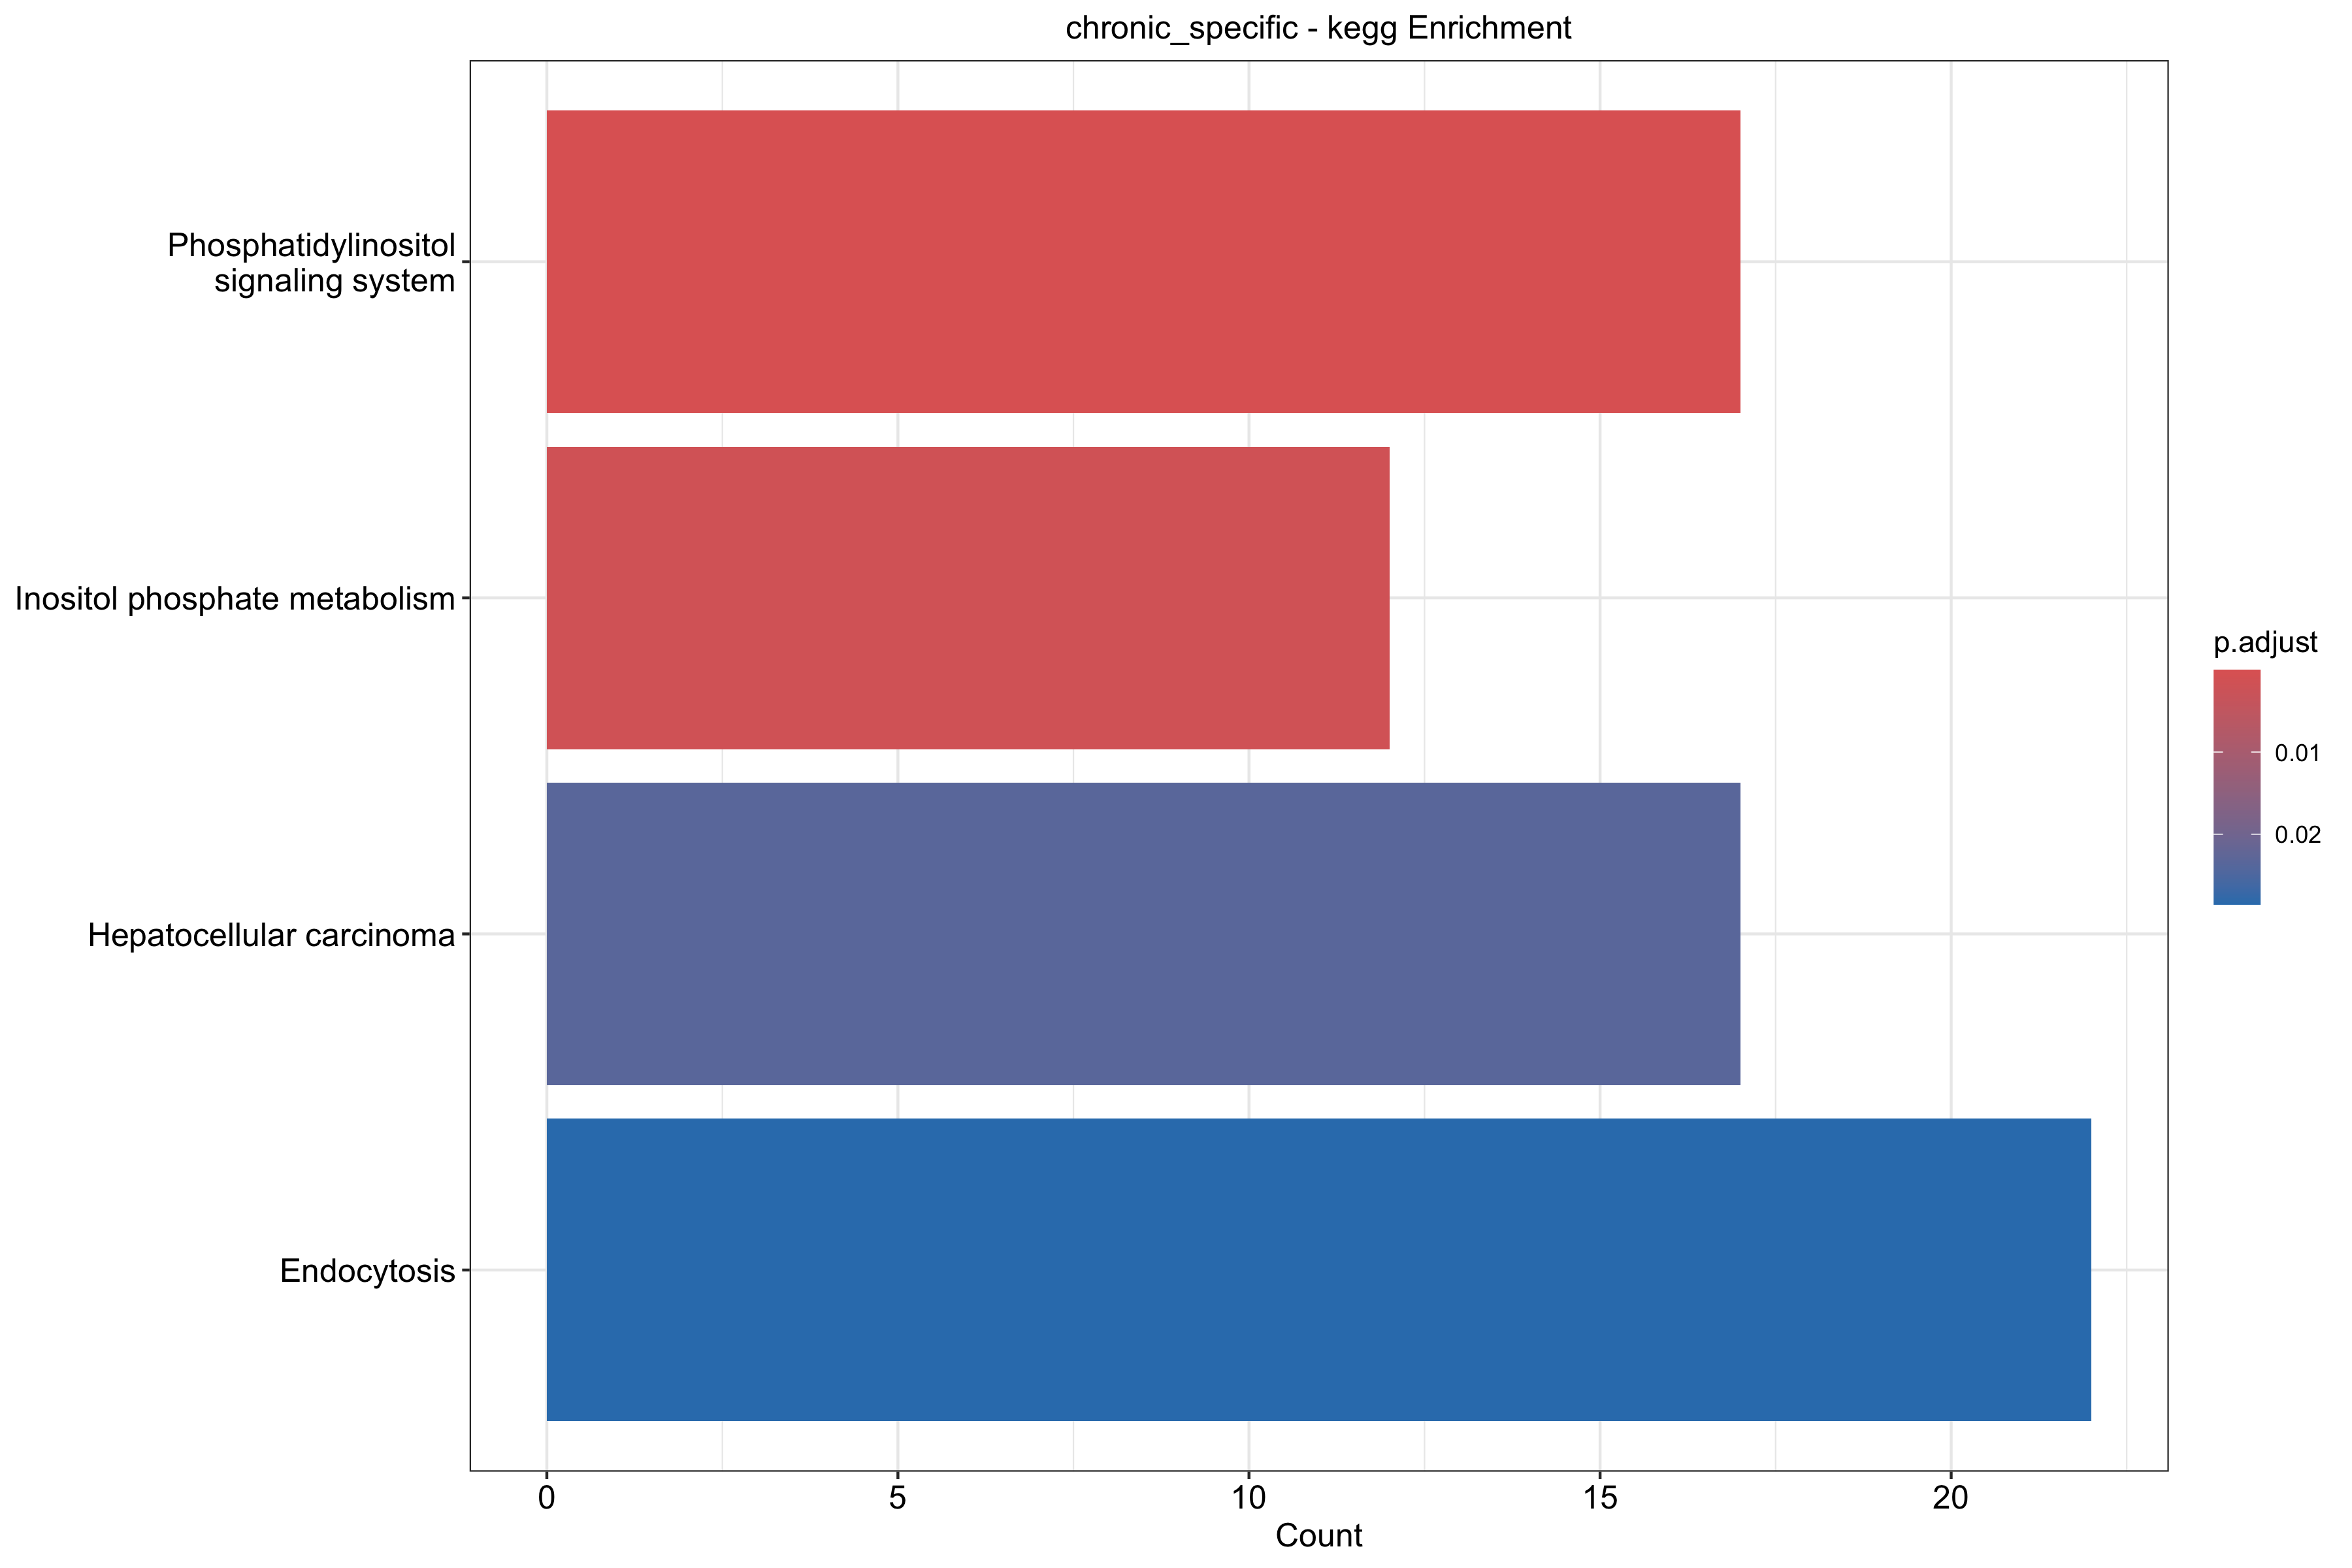 chronic_specific - kegg Enrichment
Phosphatidylinositol
signaling system
Inositol phosphate metabolism
Hepatocellular carcinoma
Endocytosis
0
5
10
15
20
Count
p.adjust
0.01
0.02